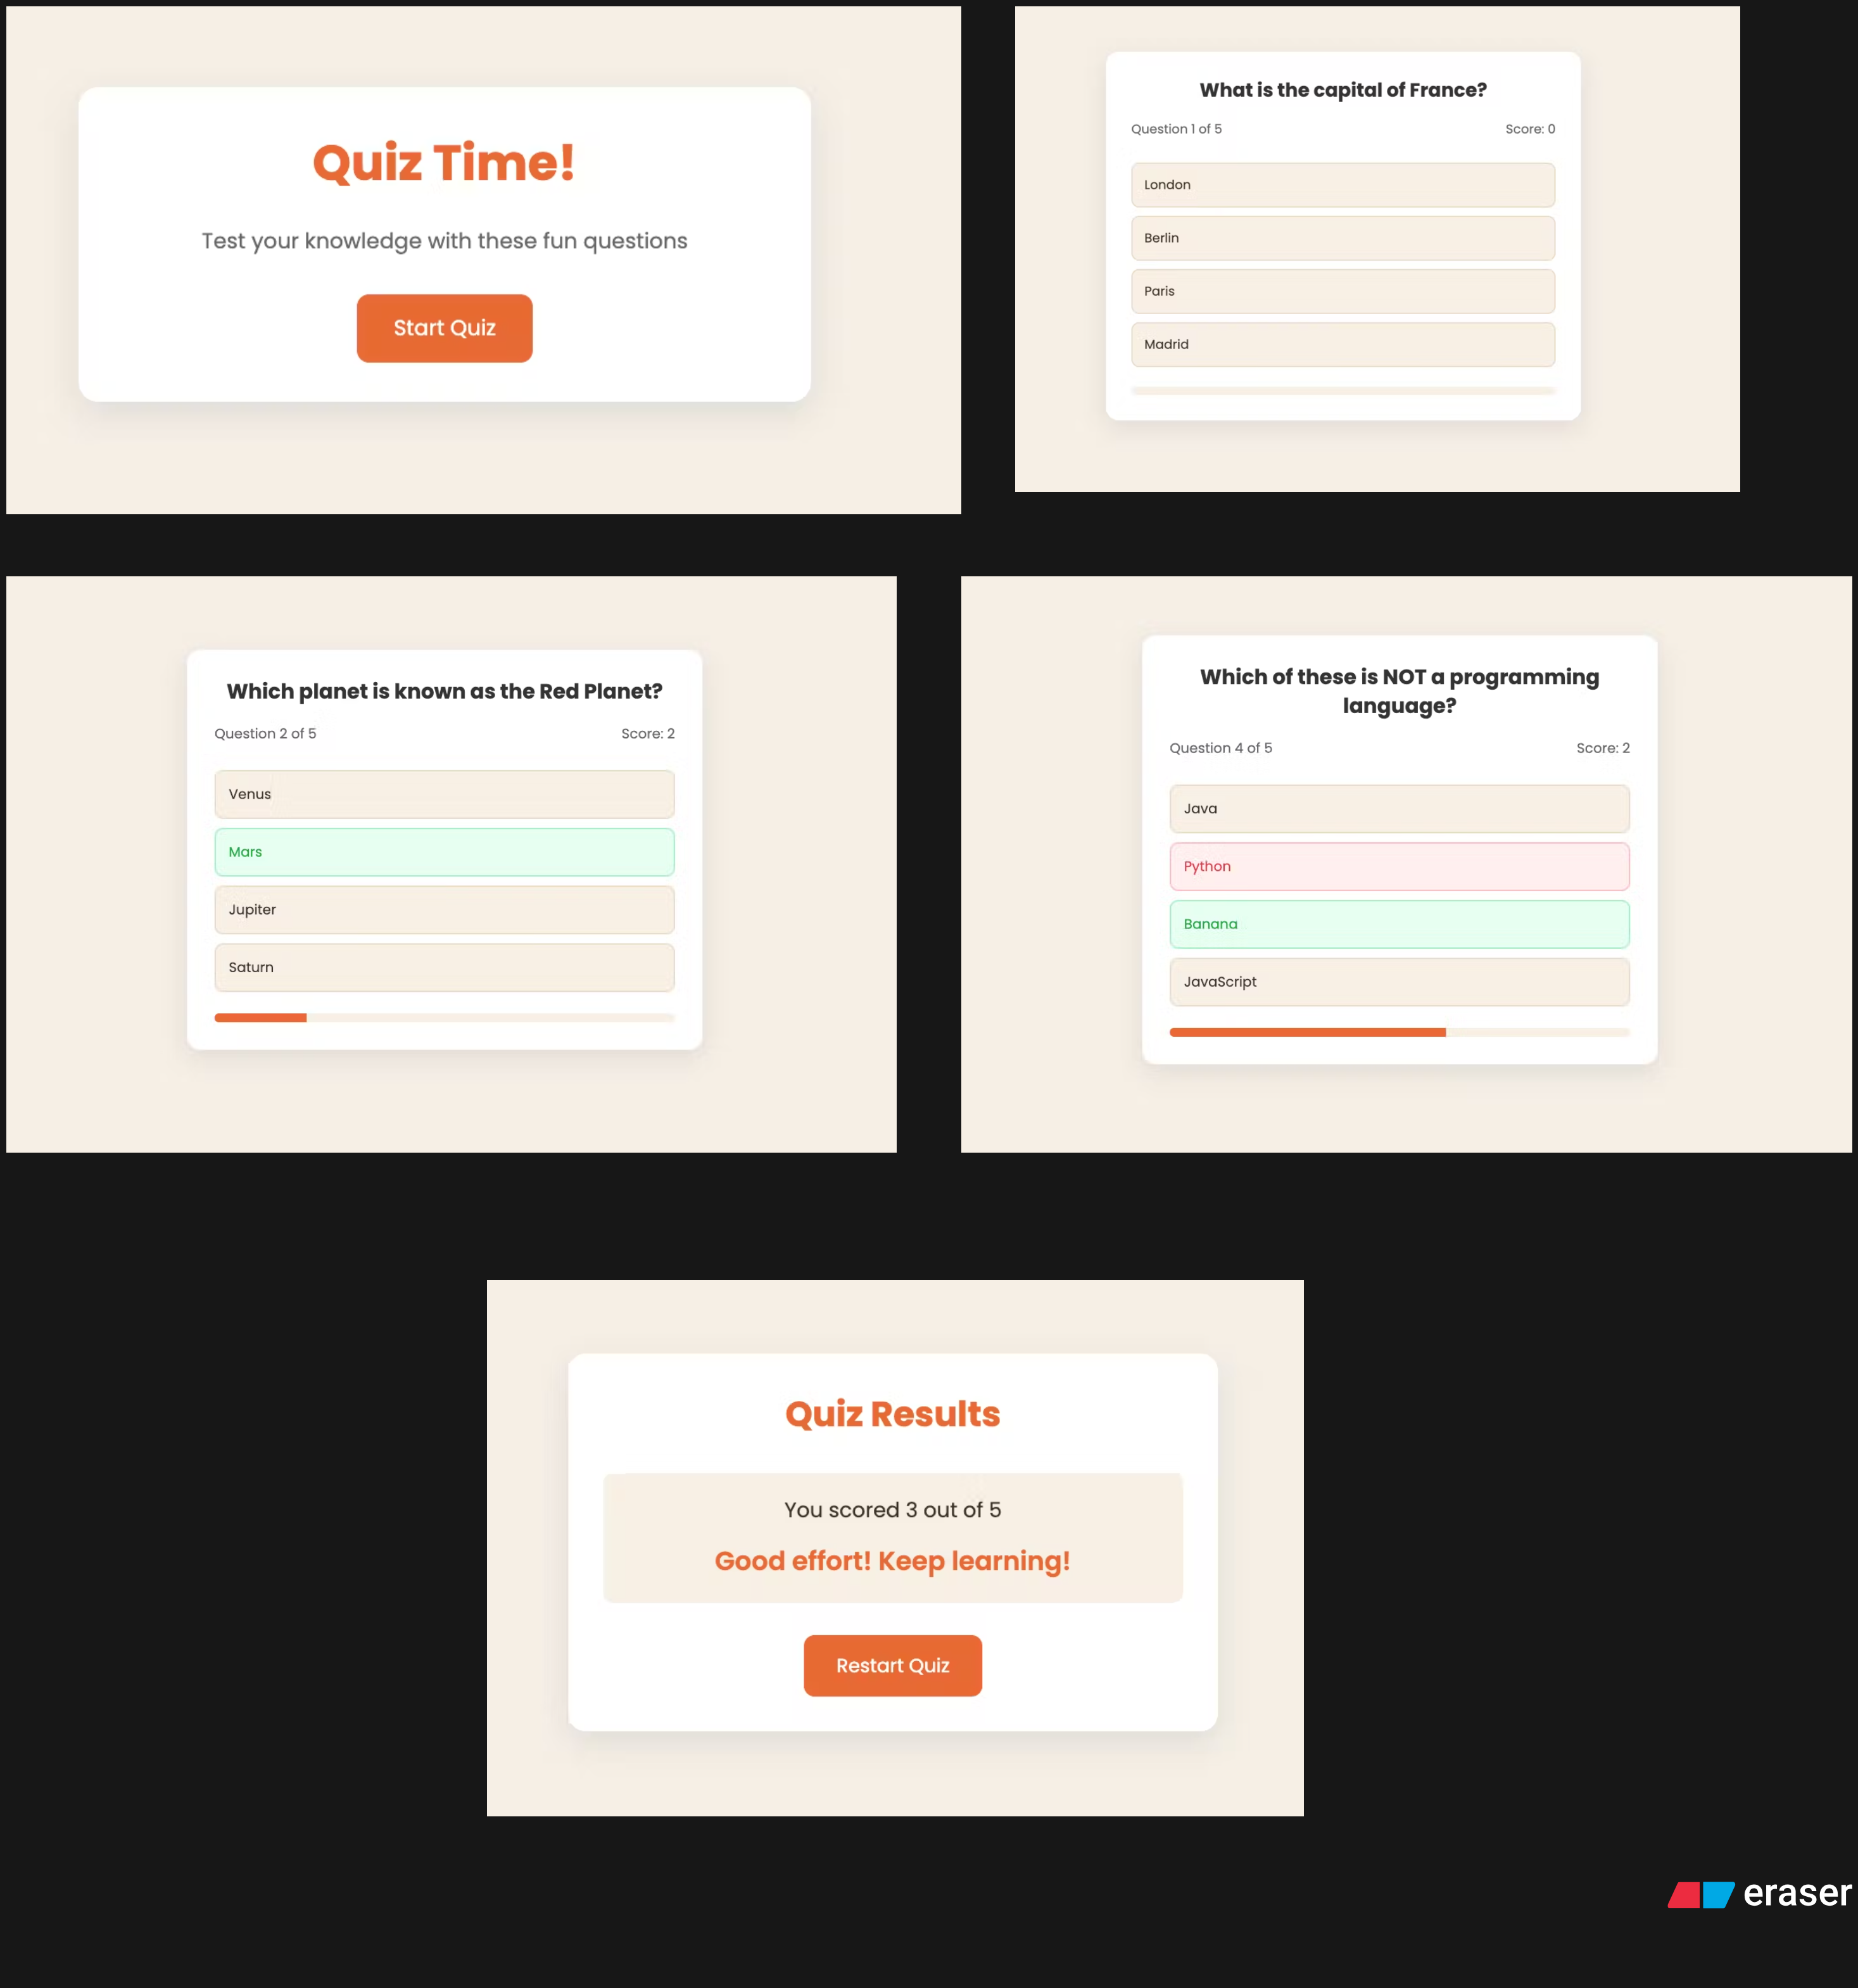 Quiz Time!
Test your knowledge with these fun questions
Start Quiz
What is the capital of France?
Question 1 of 5
Score: 0
London
Berlin
Paris
Madrid
Which planet is known as the Red Planet?
Question 2 of 5
Score: 2
Venus
Mars
Jupiter
Saturn
Which of these is NOT a programming
language?
Question 4 of 5
Score: 2
Java
Python
Banana
JavaScript
Quiz Results
You scored 3 out of 5
Good effort! Keep learning!
Restart Quiz
eraser